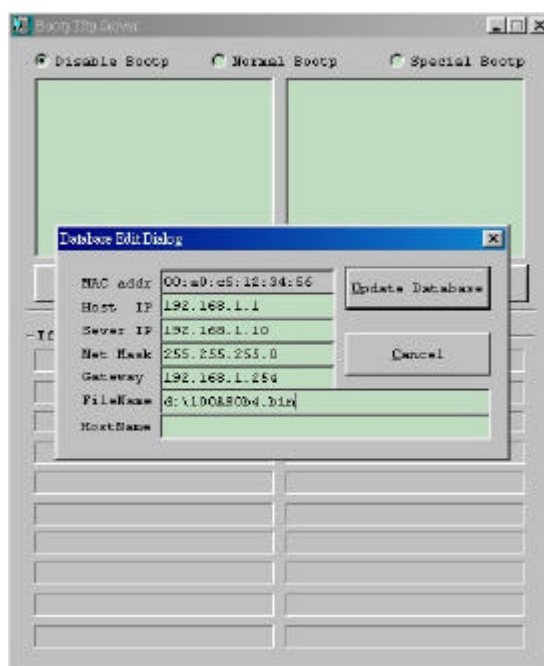 Bootp Tftp Server
Disable Bootp Normal Bootp Special Bootp
Database Edit Dialog
MAC addr 00:a0:c5:12:34:56
Update Database
Host IP 192.168.1.1
Sever IP 192.168.1.10
Net Mask 255.255.255.0
Cancel
Gateway 192.168.1.254
FileName d:\100AS0b4.bin
HostName